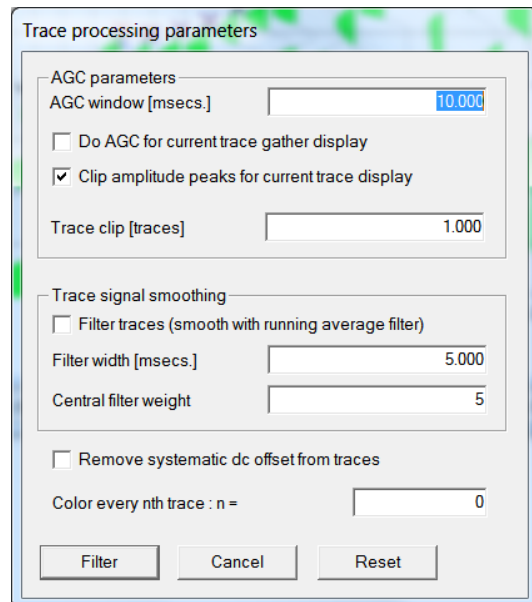 Trace processing parameters
AGC parameters
AGC window [msecs.] 10.000
Do AGC for current trace gather display
Clip amplitude peaks for current trace display
Trace clip [traces] 1.000
Trace signal smoothing
Filter traces (smooth with running average filter)
Filter width [msecs.] 5.000
Central filter weight 5
Remove systematic dc offset from traces
Color every nth trace : n = 0
Filter Cancel Reset